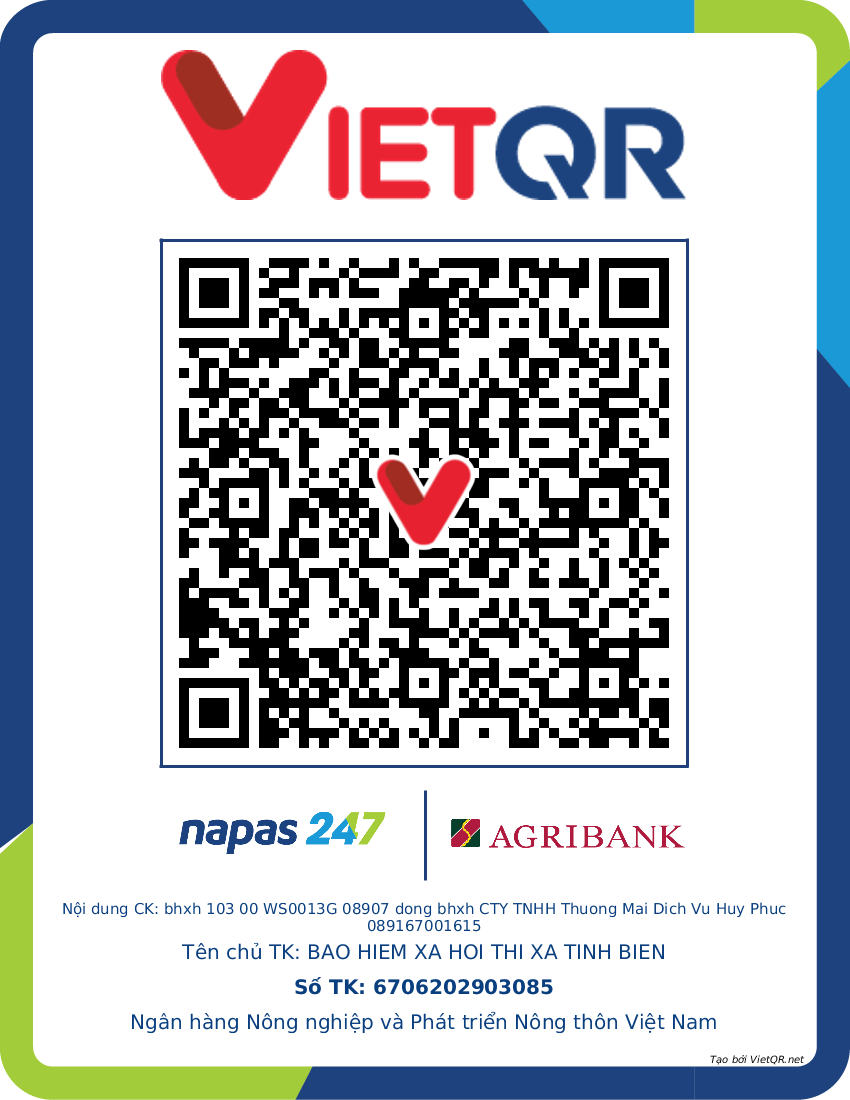 VIETQR
napas 247
AGRIBANK
Nội dung CK: bhxh 103 00 WS0013G 08907 dong bhxh CTY TNHH Thuong Mai Dich Vu Huy Phuc
089167001615
Tên chủ TK: BAO HIEM XA HOI THI XA TINH BIEN
Số TK: 6706202903085
Ngân hàng Nông nghiệp và Phát triển Nông thôn Việt Nam
Tạo bởi VietQR.net